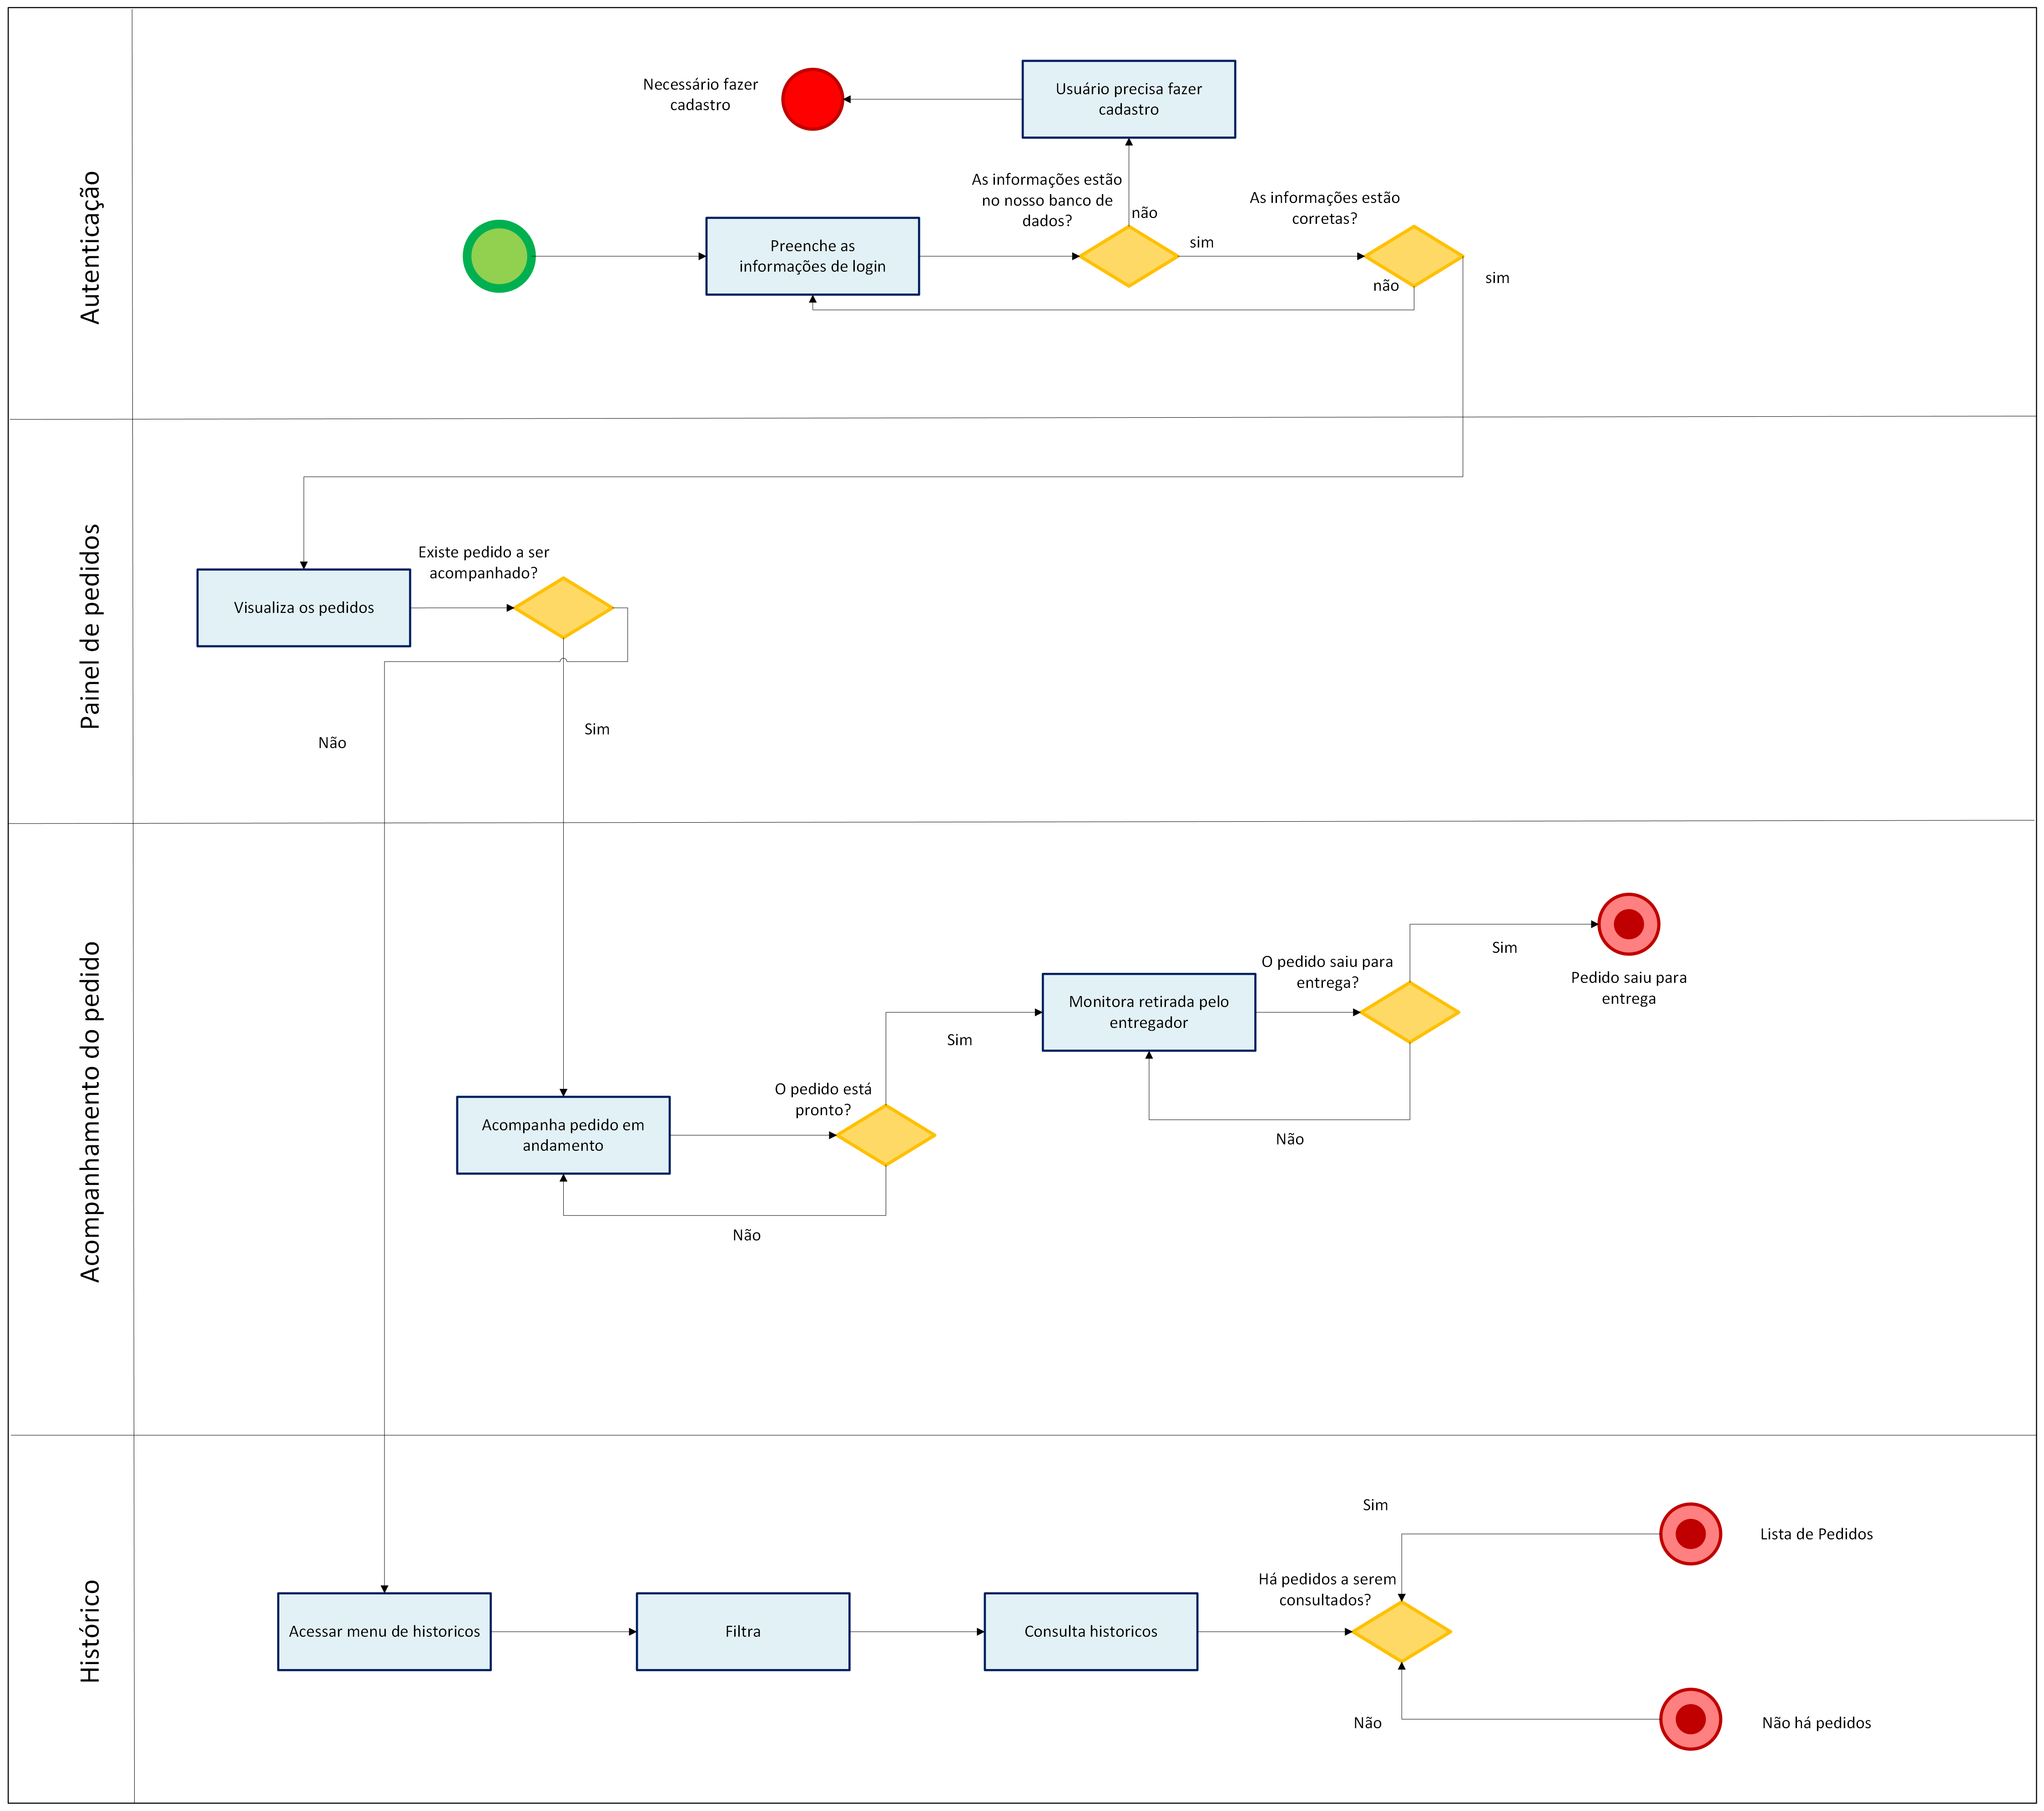 Autenticação
Necessário fazer
cadastro
Usuário precisa fazer
cadastro
As informações estão
no nosso banco de
dados?
não
As informações estão
corretas?
Preenche as
informações de login
sim
não
sim
Painel de pedidos
Existe pedido a ser
acompanhado?
Visualiza os pedidos
Não
Sim
Acompanhamento do pedido
O pedido saiu para
entrega?
Sim
Pedido saiu para
entrega
Monitora retirada pelo
entregador
Sim
O pedido está
pronto?
Acompanha pedido em
andamento
Não
Não
Histórico
Sim
Lista de Pedidos
Há pedidos a serem
consultados?
Acessar menu de historicos
Filtra
Consulta historicos
Não
Não há pedidos